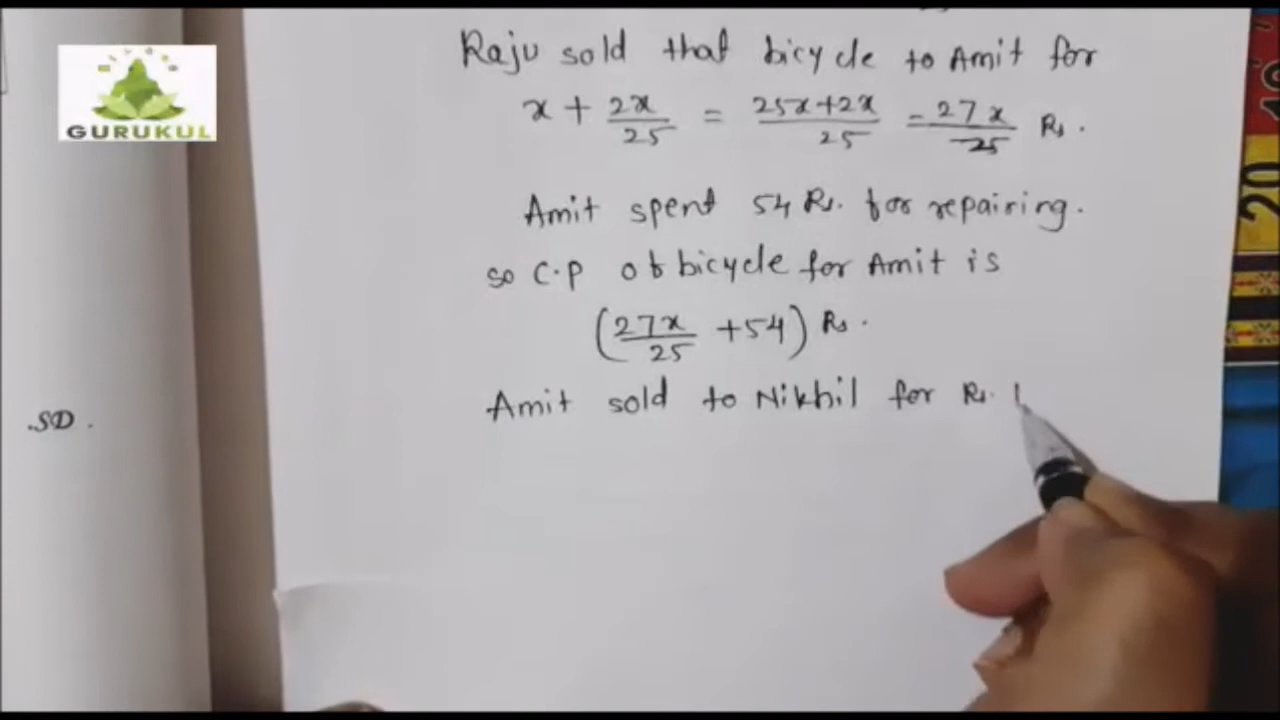 GURUKUL
Raju sold that bicycle to Amit for
x + 2x/25 = 25x+2x/25 = 27x/25 Rs.
Amit spent 54 Rs. for repairing.
so C.p of bicycle for Amit is
(27x/25 +54) Rs.
Amit sold to Nikhil for Rs. 1
.SD .
20